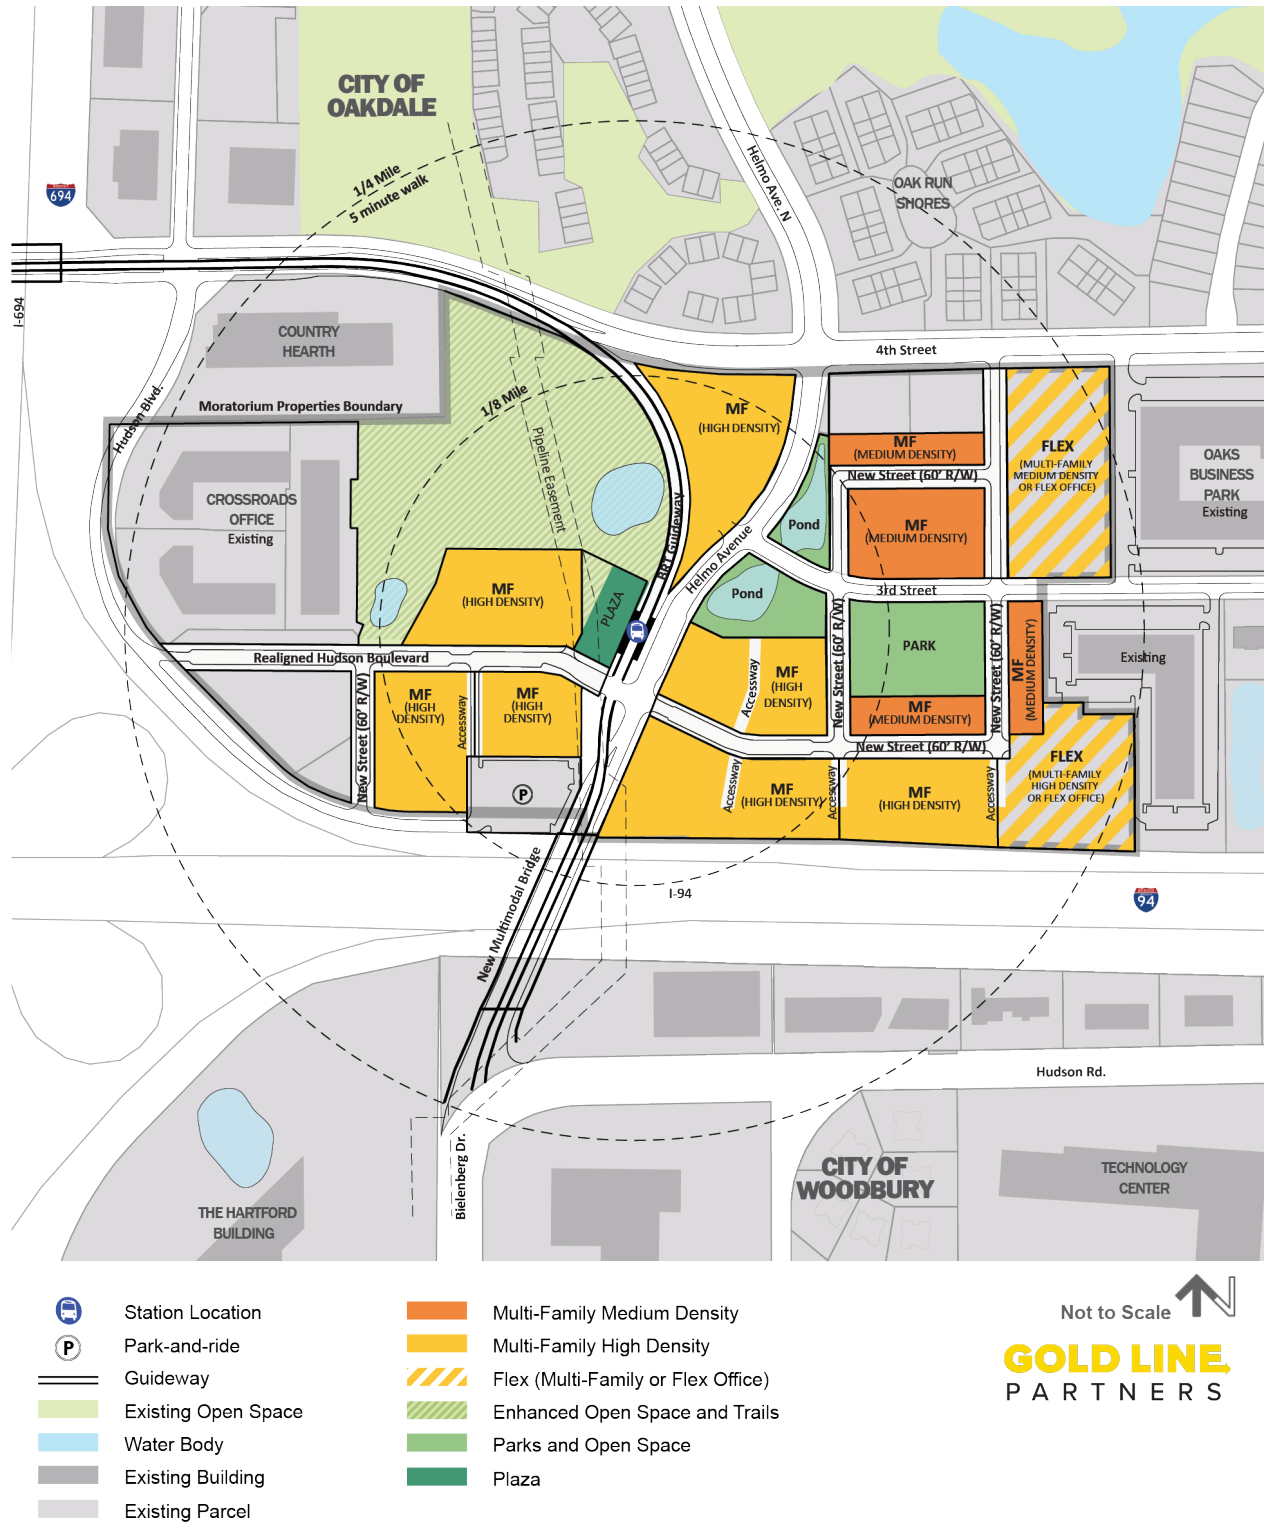 CITY OF
OAKDALE
694
1/4 Mile
5 minute walk
Helmo Ave. N
OAK RUN
SHORES
I-694
COUNTRY
HEARTH
4th Street
Hudson Blvd.
Moratorium Properties Boundary
1/8 Mile
Pipeline Easement
MF
(HIGH DENSITY)
MF
(MEDIUM DENSITY)
New Street (60' R/W)
FLEX
(MULTI-FAMILY
MEDIUM DENSITY
OR FLEX OFFICE)
OAKS
BUSINESS
PARK
Existing
CROSSROADS
OFFICE
Existing
BRT Guideway
Helmo Avenue
Pond
MF
(MEDIUM DENSITY)
3rd Street
MF
(HIGH DENSITY)
PLAZA
Pond
New Street (60' R/W)
PARK
New Street (60' R/W)
MF
(MEDIUM DENSITY)
Existing
Realigned Hudson Boulevard
New Street (60' R/W)
MF
(HIGH
DENSITY)
Accessway
MF
(HIGH
DENSITY)
Accessway
MF
(HIGH
DENSITY)
MF
(MEDIUM DENSITY)
New Street (60' R/W)
FLEX
(MULTI-FAMILY
HIGH DENSITY
OR FLEX OFFICE)
P
Accessway
MF
(HIGH DENSITY)
Accessway
MF
(HIGH DENSITY)
Accessway
New Multimodal Bridge
I-94
94
Hudson Rd.
Bielenberg Dr.
CITY OF
WOODBURY
TECHNOLOGY
CENTER
THE HARTFORD
BUILDING
Station Location
P
Park-and-ride
Guideway
Existing Open Space
Water Body
Existing Building
Existing Parcel
Multi-Family Medium Density
Multi-Family High Density
Flex (Multi-Family or Flex Office)
Enhanced Open Space and Trails
Parks and Open Space
Plaza
Not to Scale
N
GOLD LINE
PARTNERS